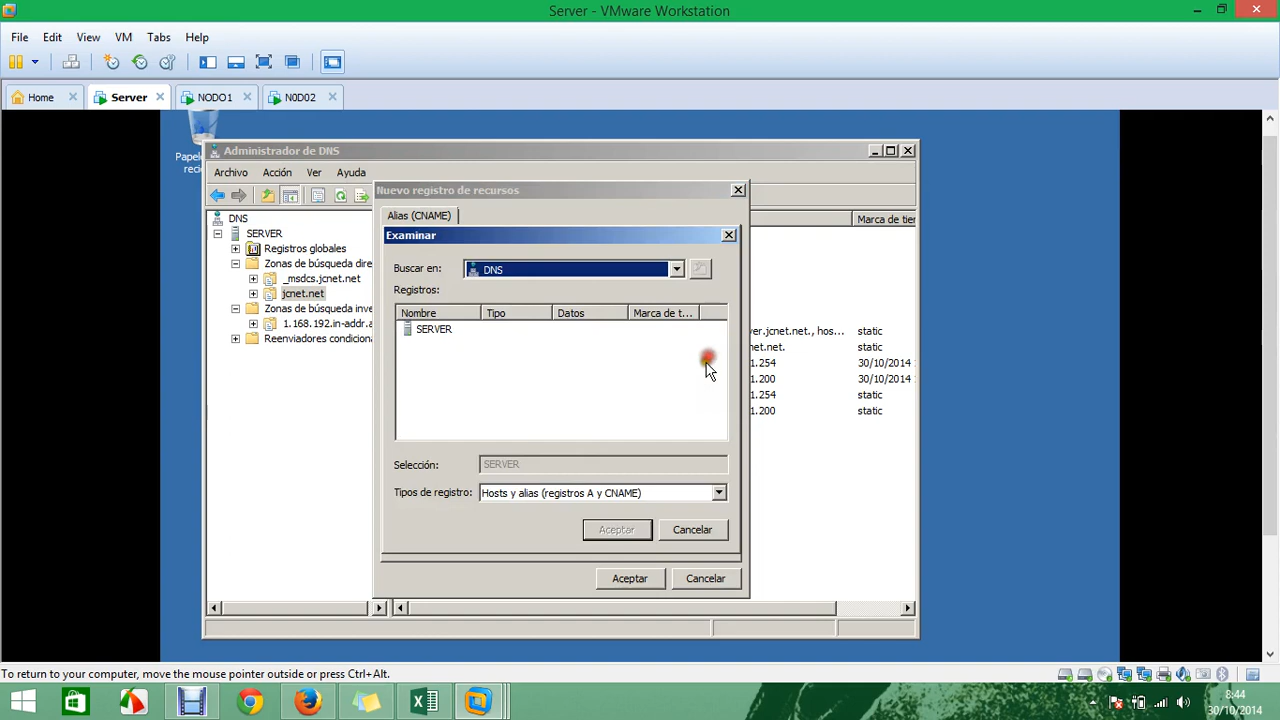 Server - VMware Workstation
File Edit View VM Tabs Help
Home Server NODO1 N0D02
Administrador de DNS
Archivo Acción Ver Ayuda
Nuevo registro de recursos
Alias (CNAME)
Examinar
Buscar en: DNS
Registros:
Nombre Tipo Datos Marca de t...
SERVER
Selección: SERVER
Tipos de registro: Hosts y alias (registros A y CNAME)
Aceptar Cancelar
Aceptar Cancelar
DNS
SERVER
Registros globales
Zonas de búsqueda dire
_msdcs.jcnet.net
jcnet.net
Zonas de búsqueda inve
1.168.192.in-addr.a
Reenviadores condicion
Marca de tier
ver.jcnet.net., hos... static
net.net. static
1.254 30/10/2014
1.200 30/10/2014
1.254 static
1.200 static
To return to your computer, move the mouse pointer outside or press Ctrl+Alt.
8:44
30/10/2014